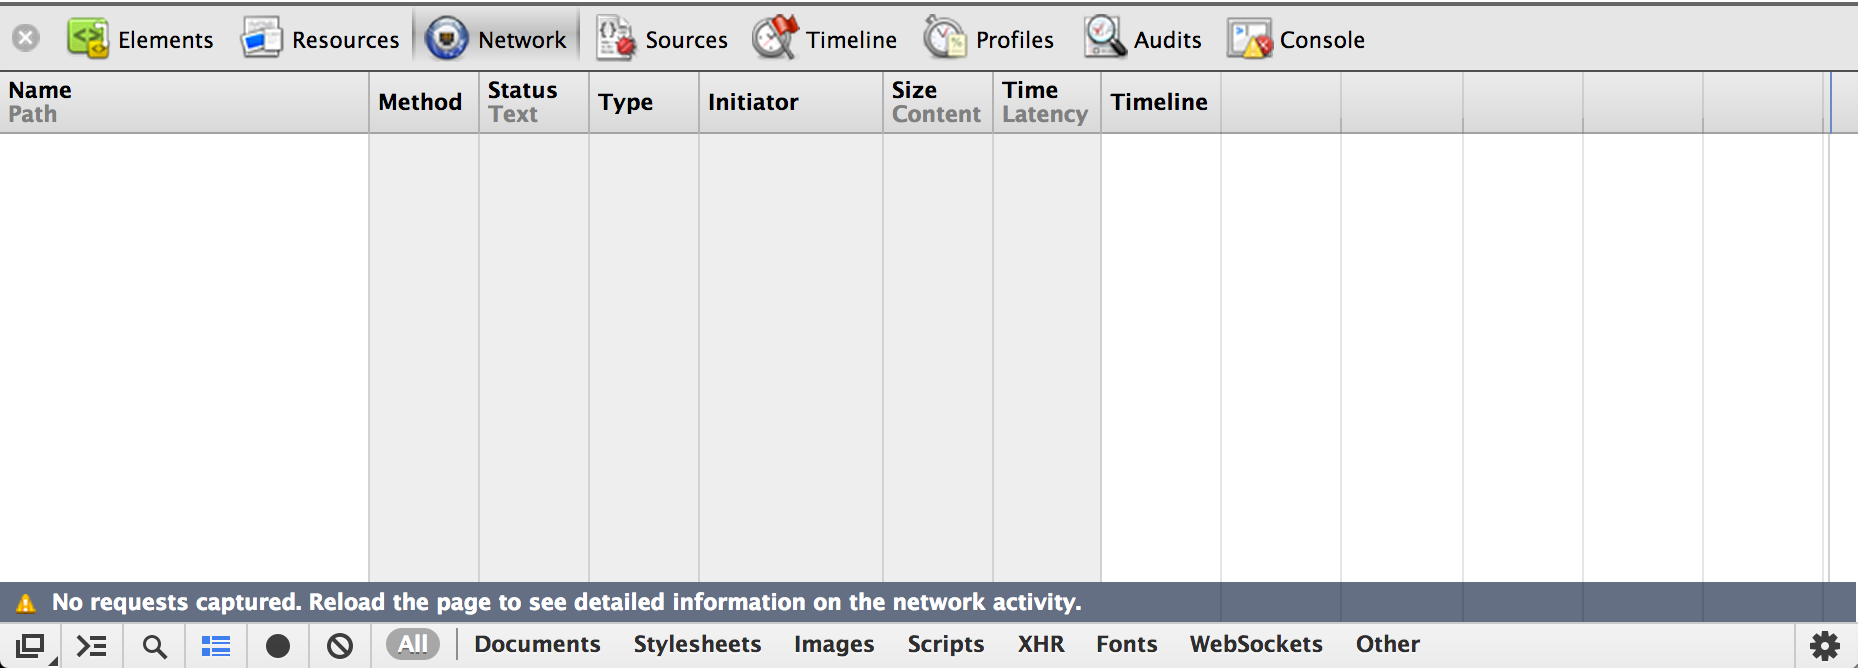 Elements Resources Network Sources Timeline Profiles Audits Console
Name Method Status Type Initiator Size Time Timeline
Path Text Content Latency
No requests captured. Reload the page to see detailed information on the network activity.
All Documents Stylesheets Images Scripts XHR Fonts WebSockets Other